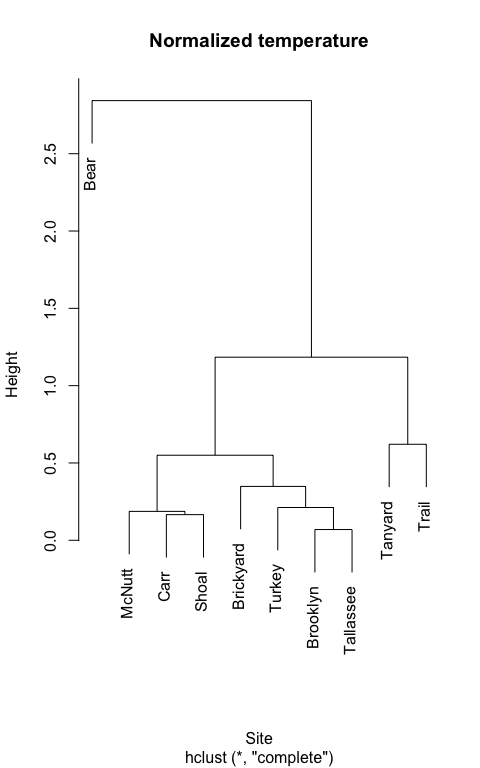 Normalized temperature
Height
2.5
2.0
1.5
1.0
0.5
0.0
Bear
McNutt
Carr
Shoal
Brickyard
Turkey
Brooklyn
Tallassee
Tanyard
Trail
Site
hclust (*, "complete")